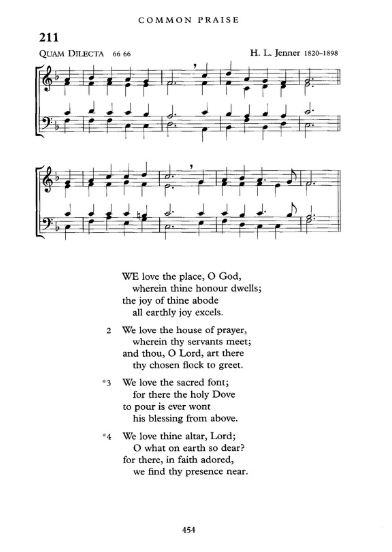 COMMON PRAISE
211
QUAM DILECTA 66 66 H. L. Jenner 1820–1898
WE love the place, O God,
wherein thine honour dwells;
the joy of thine abode
all earthly joy excels.
2 We love the house of prayer,
wherein thy servants meet;
and thou, O Lord, art there
thy chosen flock to greet.
*3 We love the sacred font;
for there the holy Dove
to pour is ever wont
his blessing from above.
*4 We love thine altar, Lord;
O what on earth so dear?
for there, in faith adored,
we find thy presence near.
454